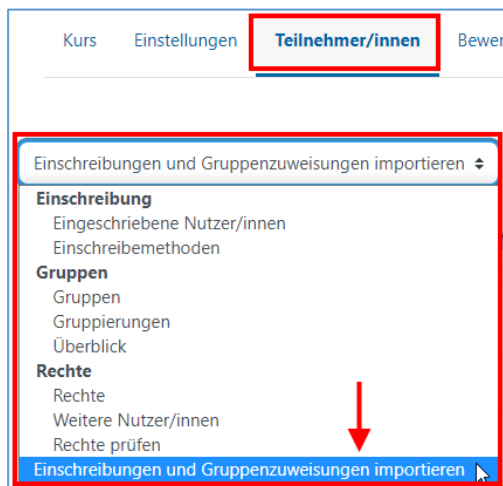 Kurs Einstellungen Teilnehmer/innen Bewer
Einschreibungen und Gruppenzuweisungen importieren
Einschreibung
Eingeschriebene Nutzer/innen
Einschreibemethoden
Gruppen
Gruppen
Gruppierungen
Überblick
Rechte
Rechte
Weitere Nutzer/innen
Rechte prüfen
Einschreibungen und Gruppenzuweisungen importieren